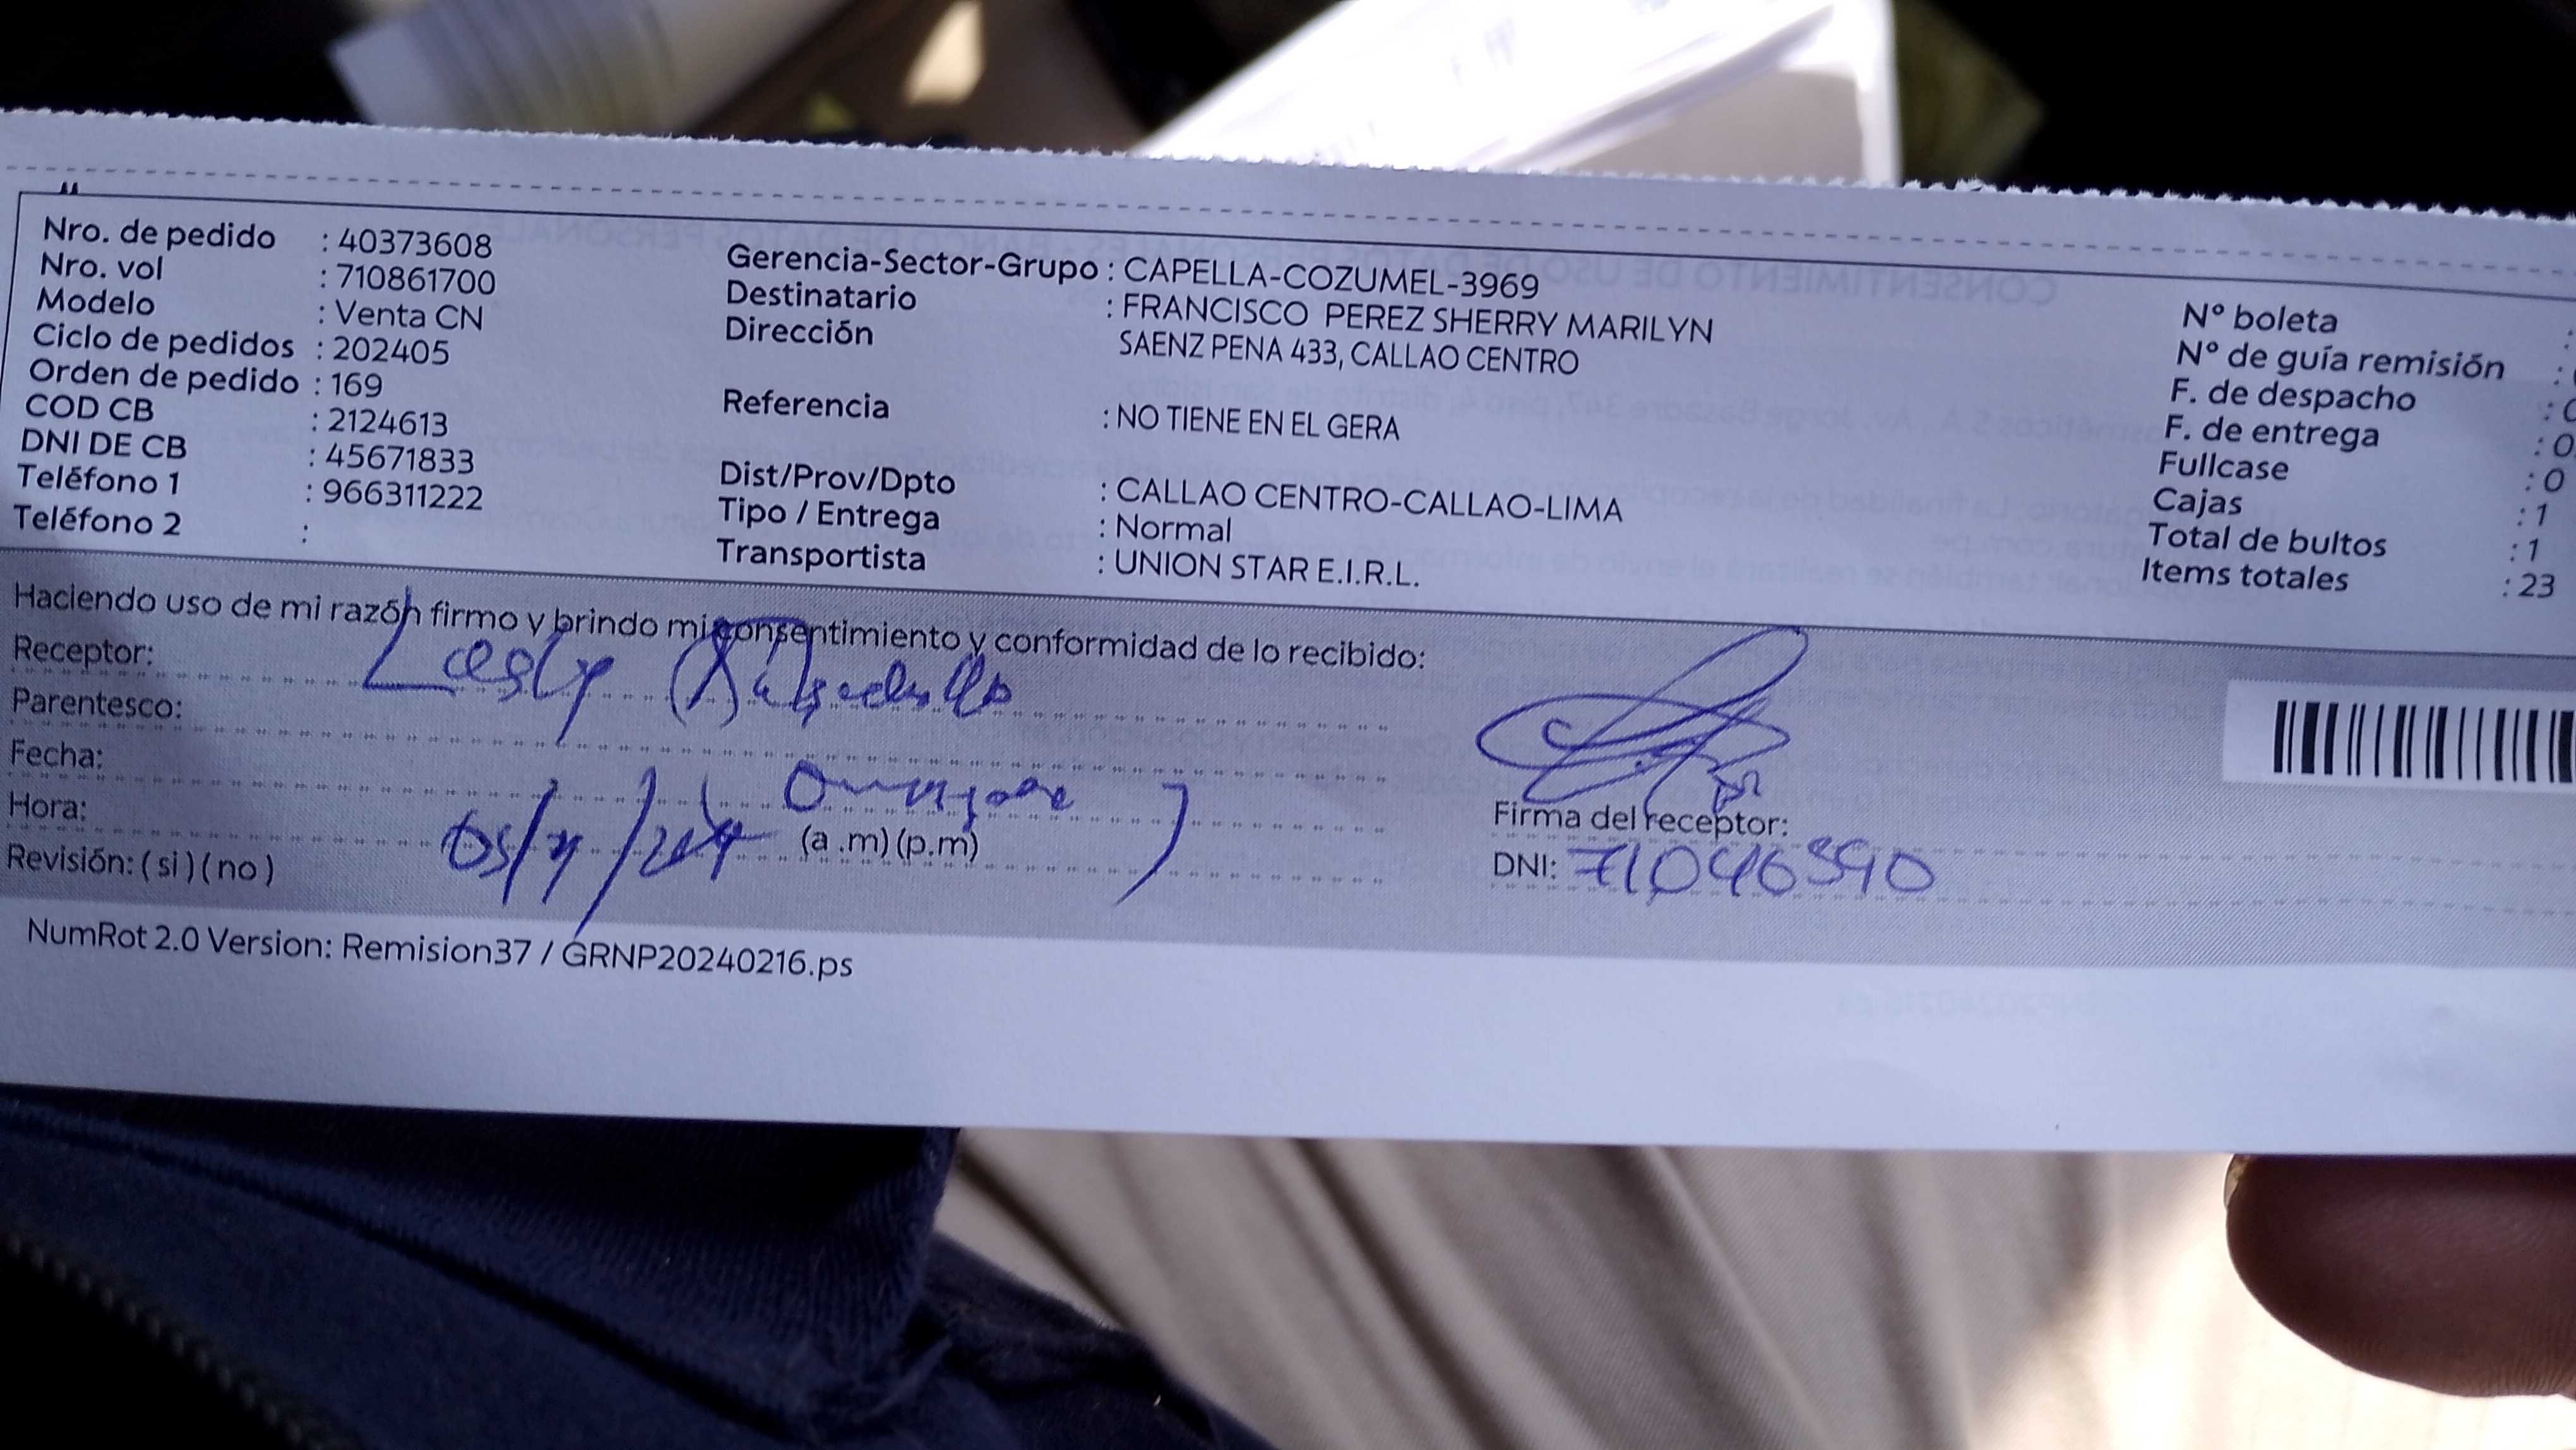 Nro. de pedido : 40373608
Nro. vol : 710861700
Modelo : Venta CN
Ciclo de pedidos : 202405
Orden de pedido : 169
COD CB : 2124613
DNI DE CB : 45671833
Teléfono 1 : 966311222
Teléfono 2 :
Gerencia-Sector-Grupo : CAPELLA-COZUMEL-3969
Destinatario : FRANCISCO PEREZ SHERRY MARILYN
Dirección SAENZ PENA 433, CALLAO CENTRO
Referencia : NO TIENE EN EL GERA
Dist/Prov/Dpto : CALLAO CENTRO-CALLAO-LIMA
Tipo / Entrega : Normal
Transportista : UNION STAR E.I.R.L.
N° boleta :
N° de guía remisión :
F. de despacho :
F. de entrega :
Fullcase : 0
Cajas : 1
Total de bultos : 1
Items totales : 23
Haciendo uso de mi razón firmo y brindo mi consentimiento y conformidad de lo recibido:
Receptor: Lesly
Parentesco:
Fecha:
Hora: (a .m) (p.m)
Revisión: ( si ) ( no )
Firma del receptor:
DNI:
NumRot 2.0 Version: Remision37 / GRNP20240216.ps